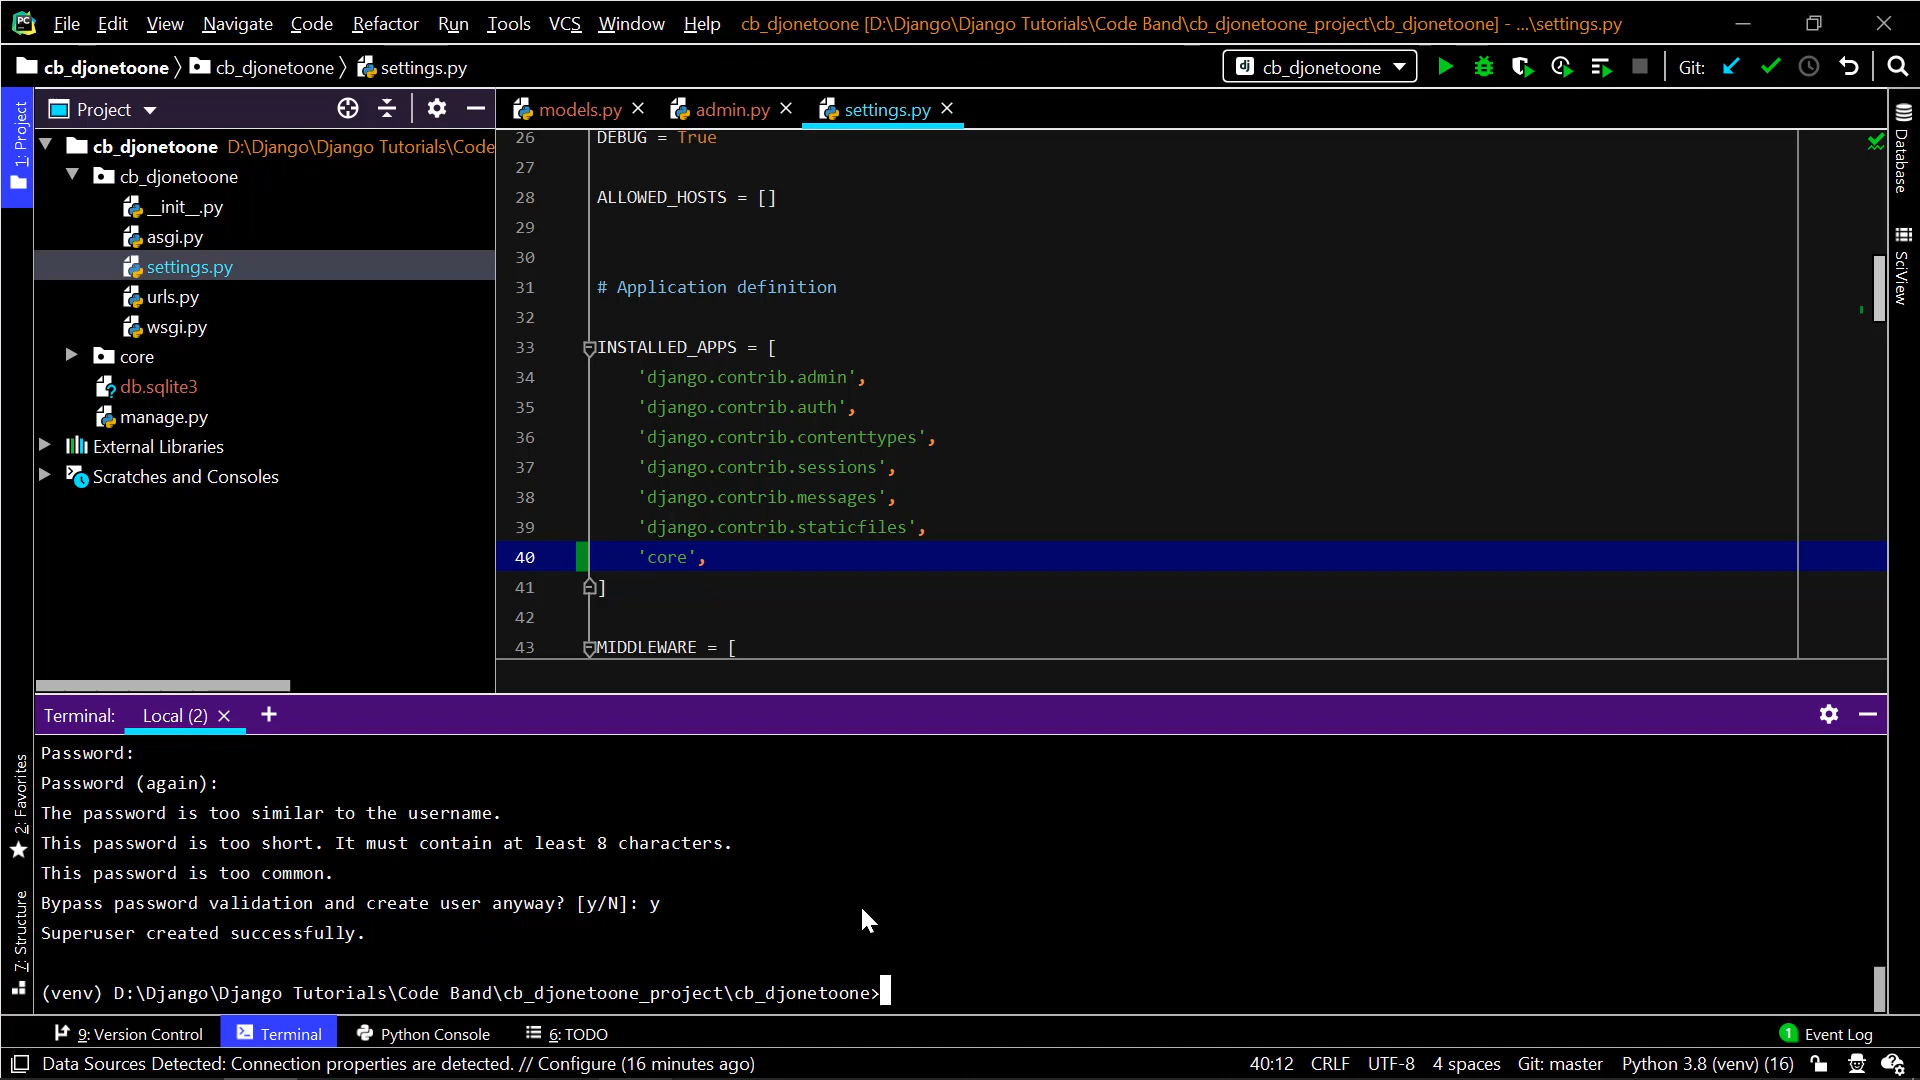 PC File Edit View Navigate Code Refactor Run Tools VCS Window Help cb_djonetoone [D:\Django\Django Tutorials\Code Band\cb_djonetoone_project\cb_djonetoone] - ...\settings.py
cb_djonetoone cb_djonetoone settings.py dj cb_djonetoone Git:
1: Project
Project
models.py admin.py settings.py
cb_djonetoone D:\Django\Django Tutorials\Code
cb_djonetoone
__init__.py
asgi.py
settings.py
urls.py
wsgi.py
core
db.sqlite3
manage.py
External Libraries
Scratches and Consoles
26 DEBUG = True
27
28 ALLOWED_HOSTS = []
29
30
31 # Application definition
32
33 INSTALLED_APPS = [
34 'django.contrib.admin',
35 'django.contrib.auth',
36 'django.contrib.contenttypes',
37 'django.contrib.sessions',
38 'django.contrib.messages',
39 'django.contrib.staticfiles',
40 'core',
41 ]
42
43 MIDDLEWARE = [
Database
SciView
Terminal: Local (2)
2: Favorites
7: Structure
Password:
Password (again):
The password is too similar to the username.
This password is too short. It must contain at least 8 characters.
This password is too common.
Bypass password validation and create user anyway? [y/N]: y
Superuser created successfully.
(venv) D:\Django\Django Tutorials\Code Band\cb_djonetoone_project\cb_djonetoone>
9: Version Control Terminal Python Console 6: TODO 1 Event Log
Data Sources Detected: Connection properties are detected. // Configure (16 minutes ago) 40:12 CRLF UTF-8 4 spaces Git: master Python 3.8 (venv) (16)